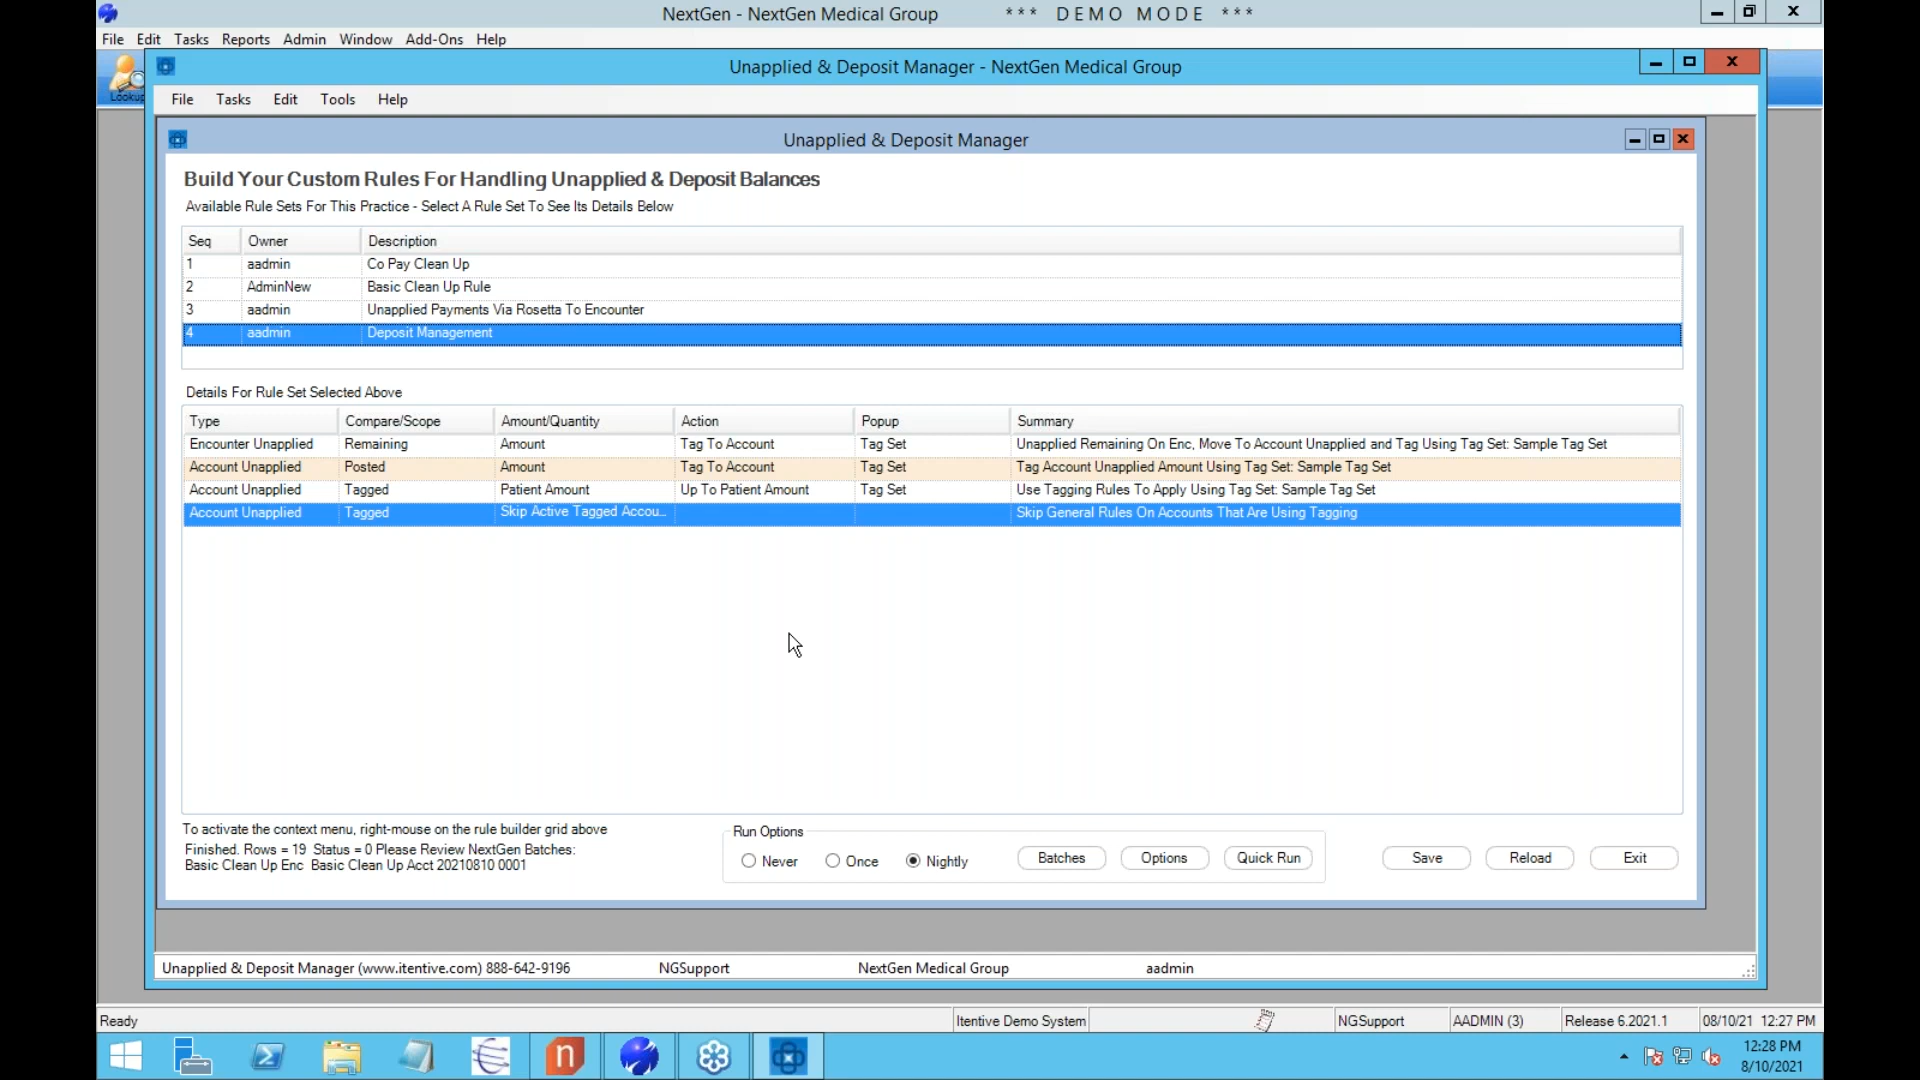 NextGen - NextGen Medical Group *** DEMO MODE ***
File Edit Tasks Reports Admin Window Add-Ons Help
Lookup
Unapplied & Deposit Manager - NextGen Medical Group
File Tasks Edit Tools Help
Unapplied & Deposit Manager
Build Your Custom Rules For Handling Unapplied & Deposit Balances
Available Rule Sets For This Practice - Select A Rule Set To See Its Details Below
Seq Owner Description
1 aadmin Co Pay Clean Up
2 AdminNew Basic Clean Up Rule
3 aadmin Unapplied Payments Via Rosetta To Encounter
4 aadmin Deposit Management
Details For Rule Set Selected Above
Type Compare/Scope Amount/Quantity Action Popup Summary
Encounter Unapplied Remaining Amount Tag To Account Tag Set Unapplied Remaining On Enc, Move To Account Unapplied and Tag Using Tag Set: Sample Tag Set
Account Unapplied Posted Amount Tag To Account Tag Set Tag Account Unapplied Amount Using Tag Set: Sample Tag Set
Account Unapplied Tagged Patient Amount Up To Patient Amount Tag Set Use Tagging Rules To Apply Using Tag Set: Sample Tag Set
Account Unapplied Tagged Skip Active Tagged Accou... Skip General Rules On Accounts That Are Using Tagging
To activate the context menu, right-mouse on the rule builder grid above
Finished. Rows = 19 Status = 0 Please Review NextGen Batches:
Basic Clean Up Enc Basic Clean Up Acct 20210810 0001
Run Options
Never Once Nightly Batches Options Quick Run Save Reload Exit
Unapplied & Deposit Manager (www.itentive.com) 888-642-9196 NGSupport NextGen Medical Group aadmin
Ready Itentive Demo System NGSupport AADMIN (3) Release 6.2021.1 08/10/21 12:27 PM
n
12:28 PM
8/10/2021